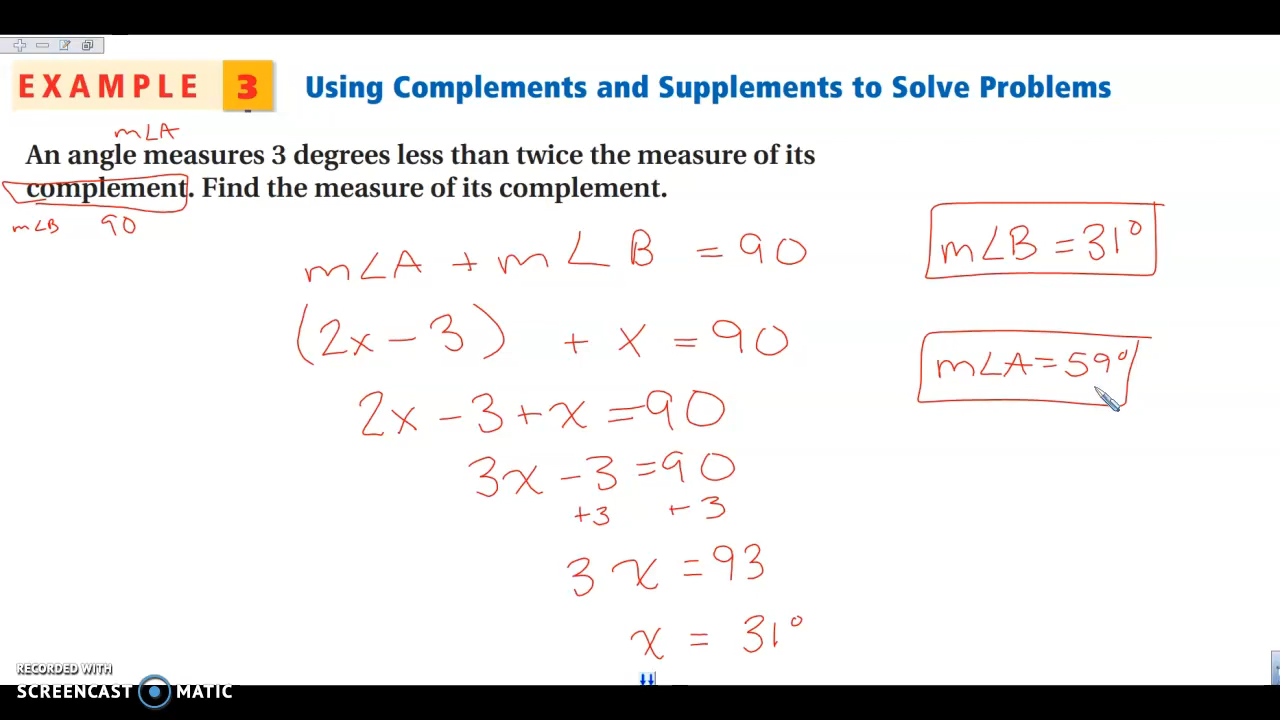 EXAMPLE 3 Using Complements and Supplements to Solve Problems
m∠A
An angle measures 3 degrees less than twice the measure of its
complement. Find the measure of its complement.
m∠B 90
m∠A + m∠B = 90
(2x - 3) + x = 90
2x - 3 + x = 90
3x - 3 = 90
+3 +3
3x = 93
x = 31°
m∠B = 31°
m∠A = 59°
RECORDED WITH
SCREENCAST MATIC